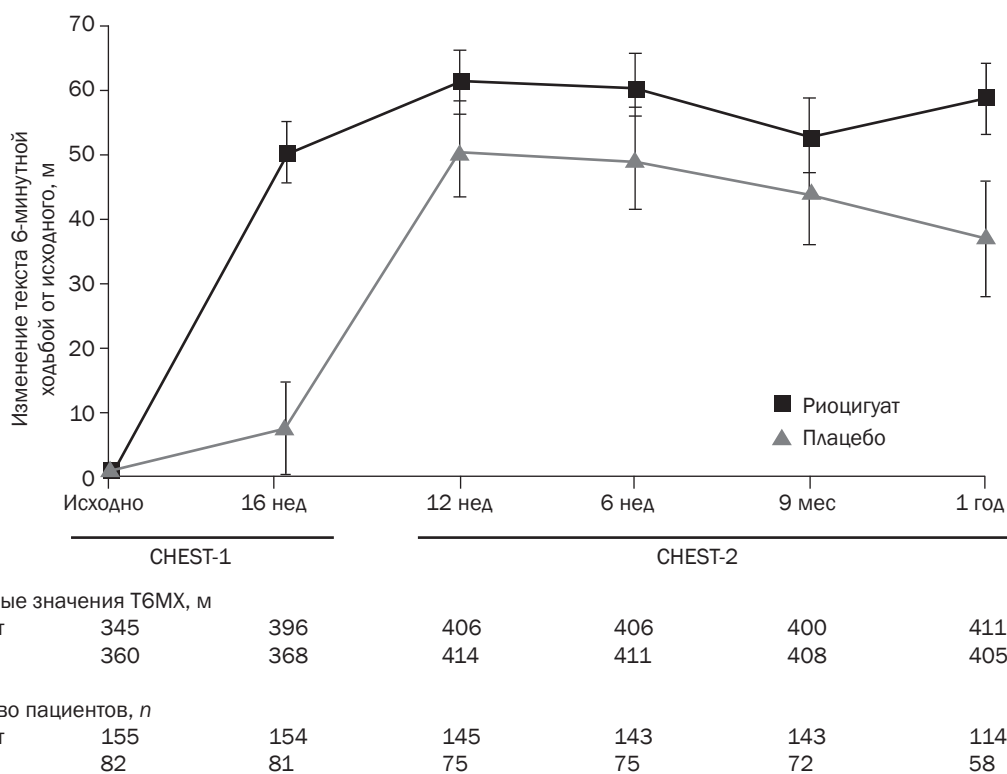 Изменение текста 6-минутной
ходьбой от исходного, м
70
60
50
40
30
20
10
0
Риоцигуат
Плацебо
Исходно 16 нед 12 нед 6 нед 9 мес 1 год
CHEST-1 CHEST-2
ые значения Т6МХ, м
т 345 396 406 406 400 411
360 368 414 411 408 405
во пациентов, n
т 155 154 145 143 143 114
82 81 75 75 72 58